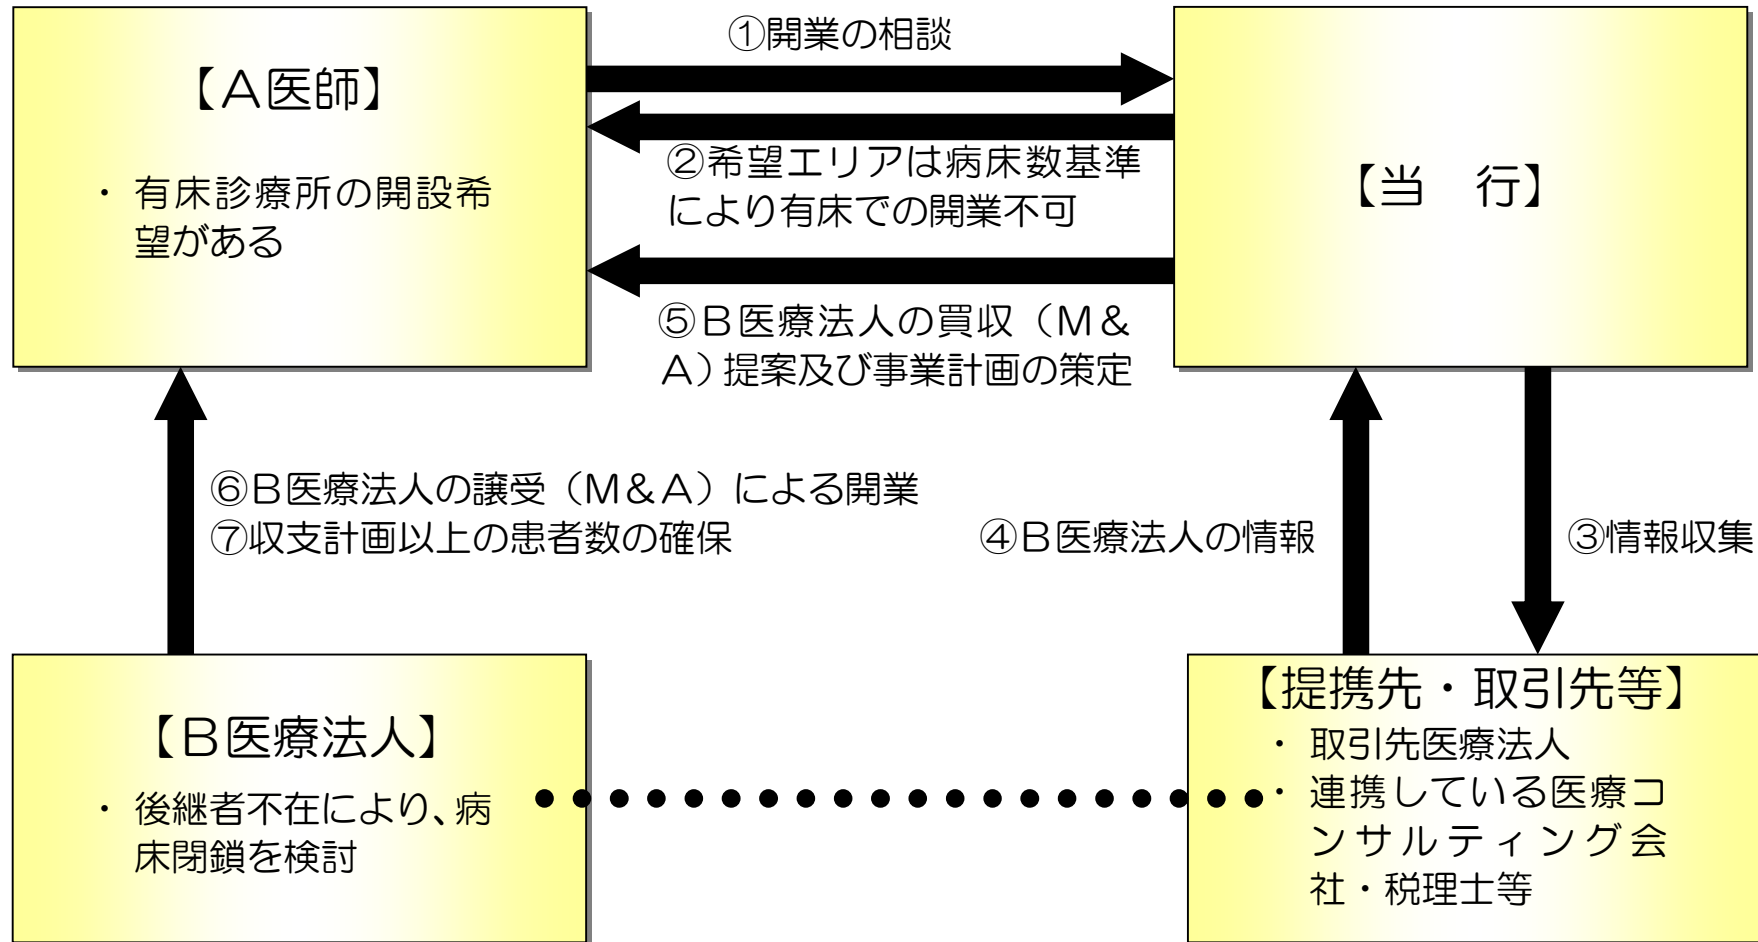 ①開業の相談
【A医師】
・ 有床診療所の開設希
望がある
②希望エリアは病床数基準
により有床での開業不可
【当　行】
⑤B医療法人の買収（M＆
A）提案及び事業計画の策定
⑥B医療法人の譲受（M＆A）による開業
⑦収支計画以上の患者数の確保
④B医療法人の情報
③情報収集
【B医療法人】
・ 後継者不在により、病
床閉鎖を検討
【提携先・取引先等】
・ 取引先医療法人
・ 連携している医療コ
ンサルティング会
社・税理士等